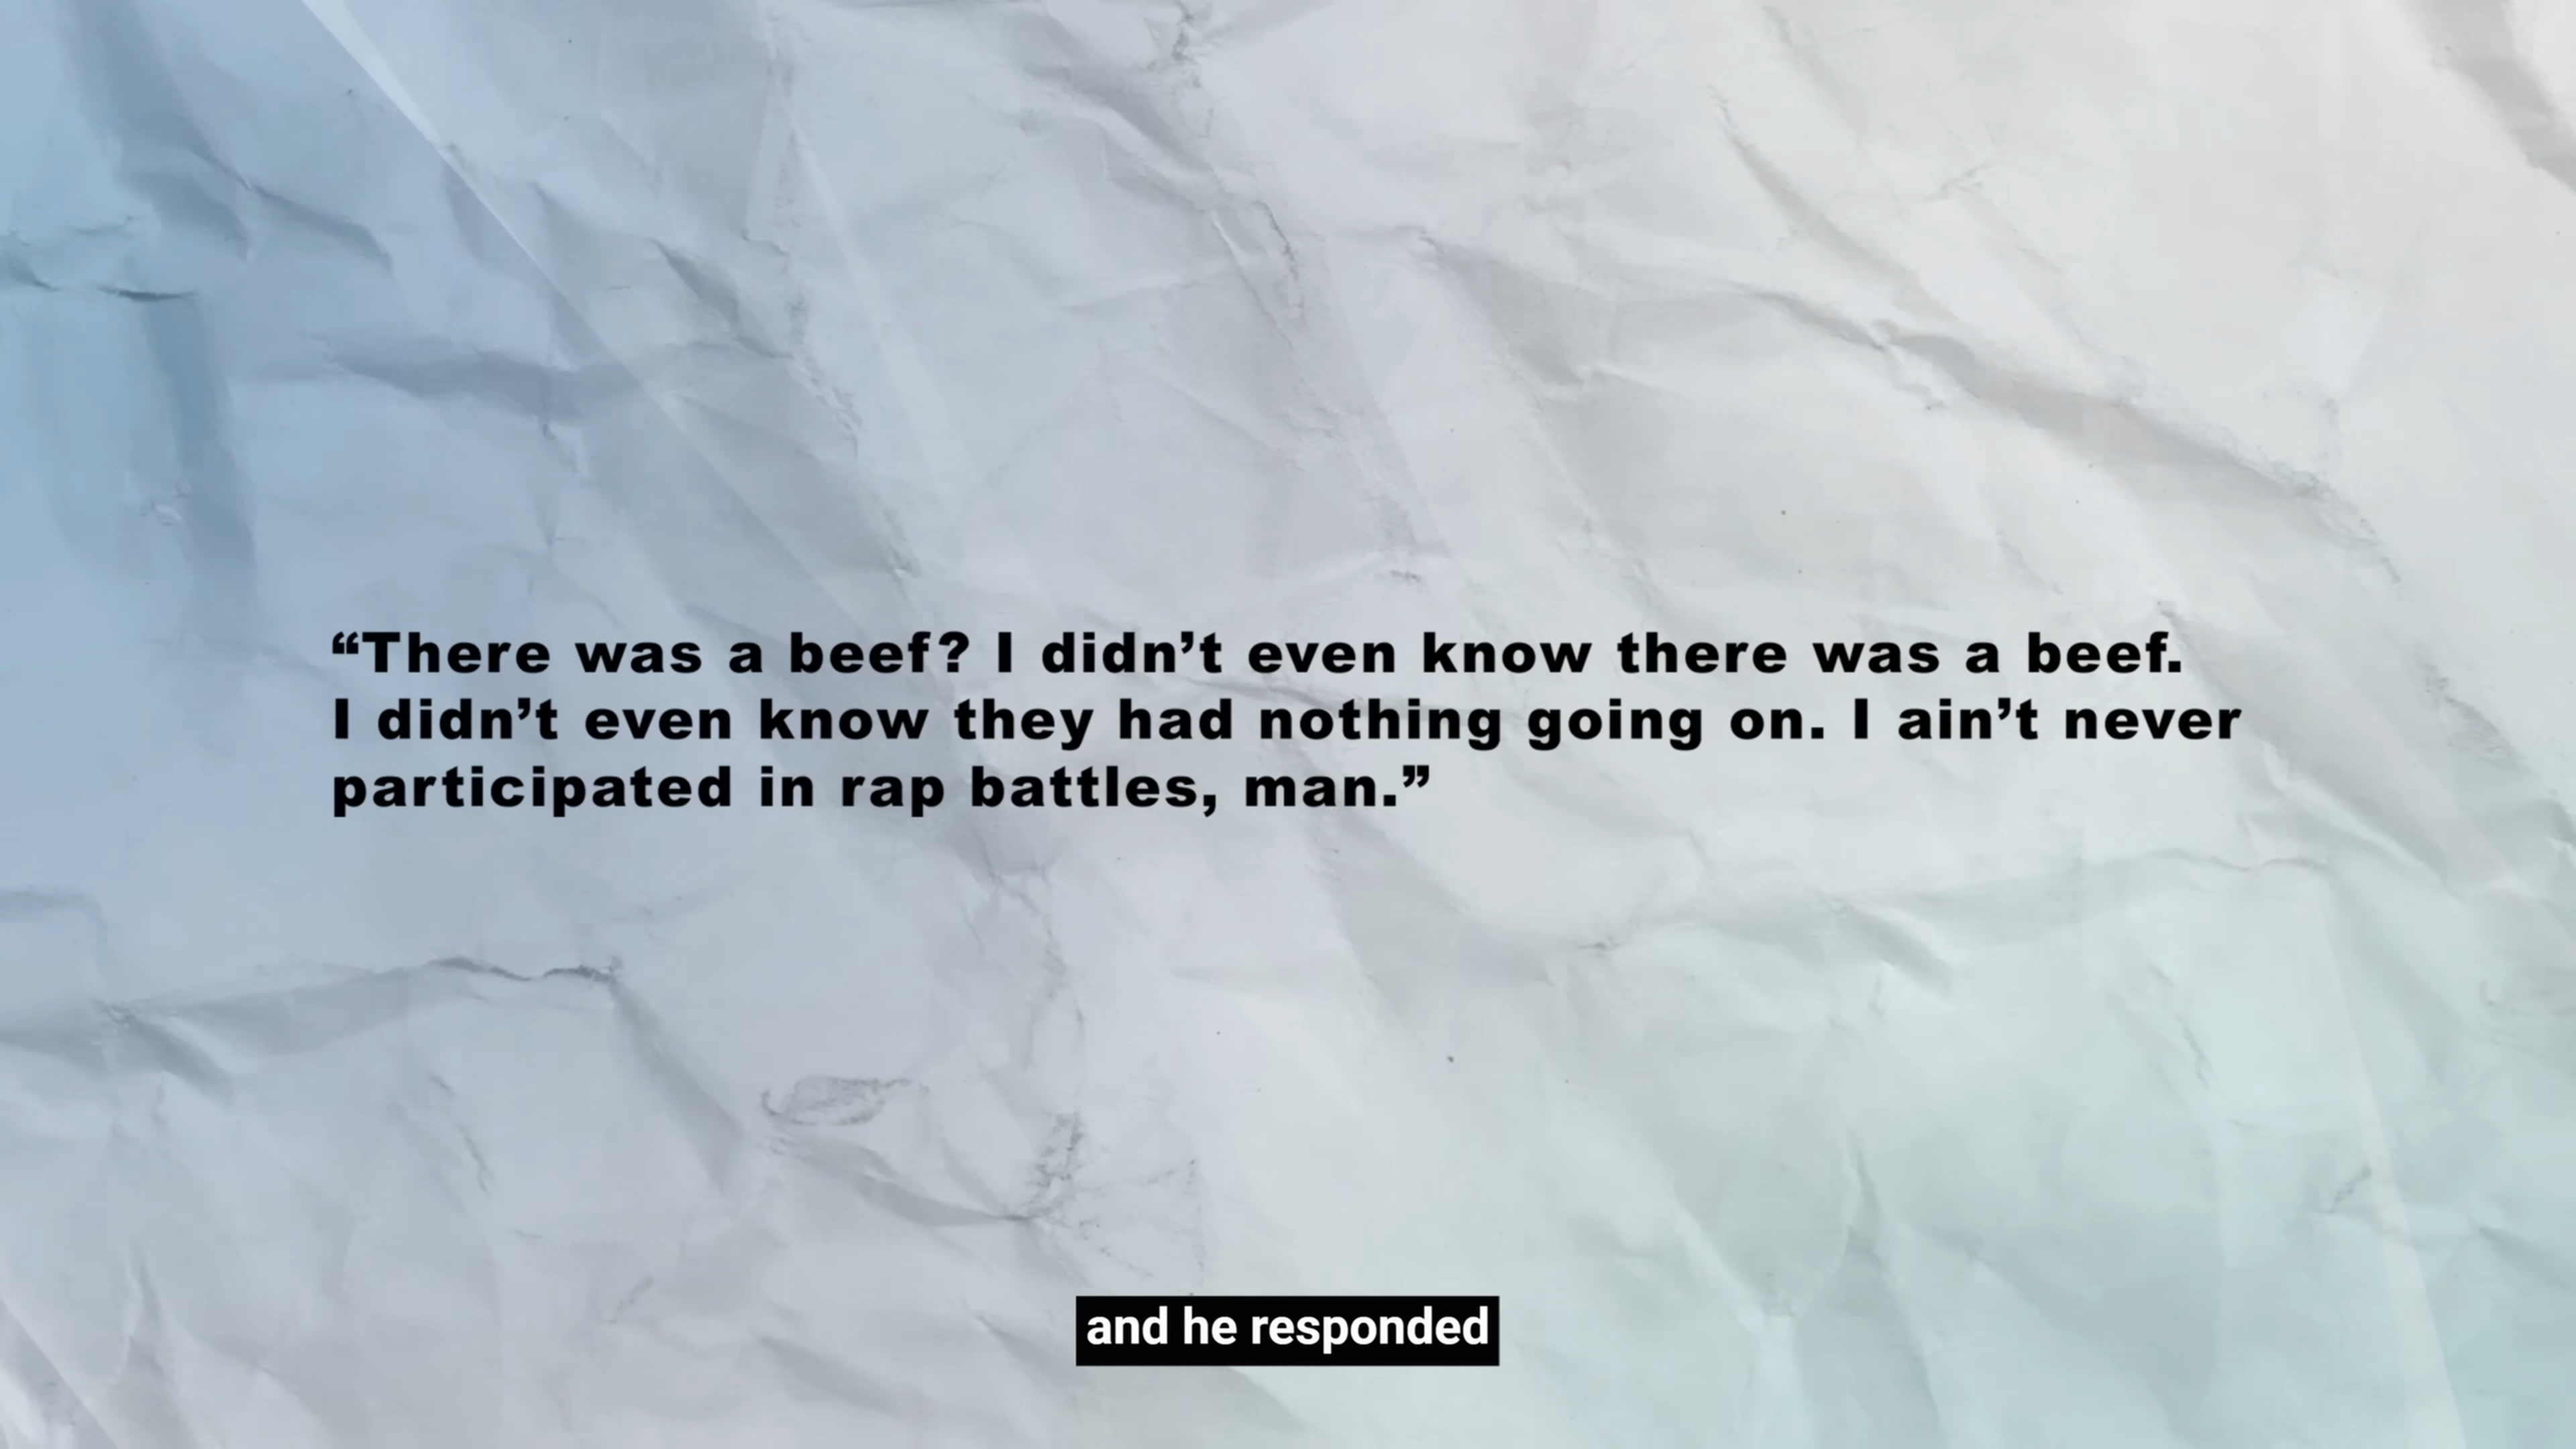 “There was a beef? I didn’t even know there was a beef.
I didn’t even know they had nothing going on. I ain’t never
participated in rap battles, man.”
and he responded